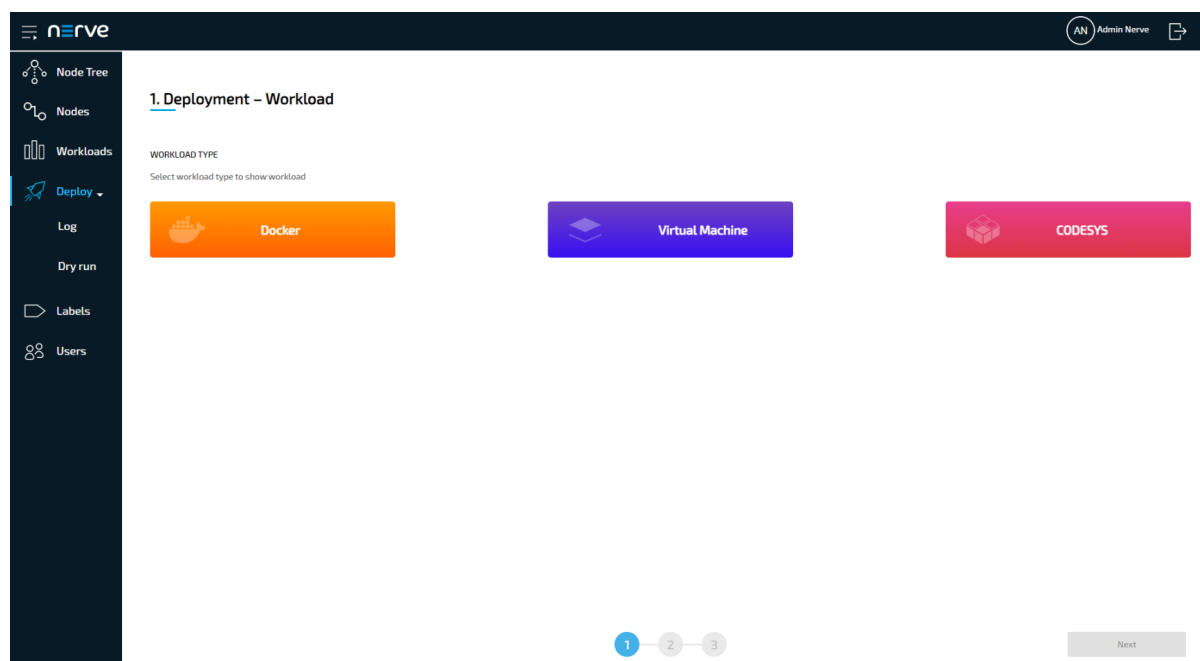 nerve
AN Admin Nerve
Node Tree
Nodes
Workloads
Deploy
Log
Dry run
Labels
Users
1. Deployment – Workload
WORKLOAD TYPE
Select workload type to show workload
Docker
Virtual Machine
CODESYS
1 2 3
Next